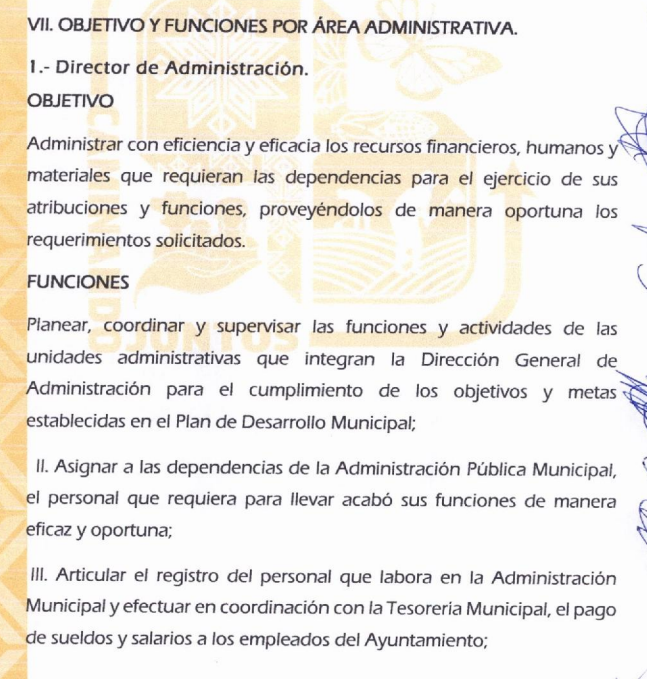 VII. OBJETIVO Y FUNCIONES POR ÁREA ADMINISTRATIVA.
1.- Director de Administración.
OBJETIVO
Administrar con eficiencia y eficacia los recursos financieros, humanos y
materiales que requieran las dependencias para el ejercicio de sus
atribuciones y funciones, proveyéndolos de manera oportuna los
requerimientos solicitados.
FUNCIONES
Planear, coordinar y supervisar las funciones y actividades de las
unidades administrativas que integran la Dirección General de
Administración para el cumplimiento de los objetivos y metas
establecidas en el Plan de Desarrollo Municipal;
II. Asignar a las dependencias de la Administración Pública Municipal,
el personal que requiera para llevar acabó sus funciones de manera
eficaz y oportuna;
III. Articular el registro del personal que labora en la Administración
Municipal y efectuar en coordinación con la Tesorería Municipal, el pago
de sueldos y salarios a los empleados del Ayuntamiento;
CAMINANDO
JUNTOS